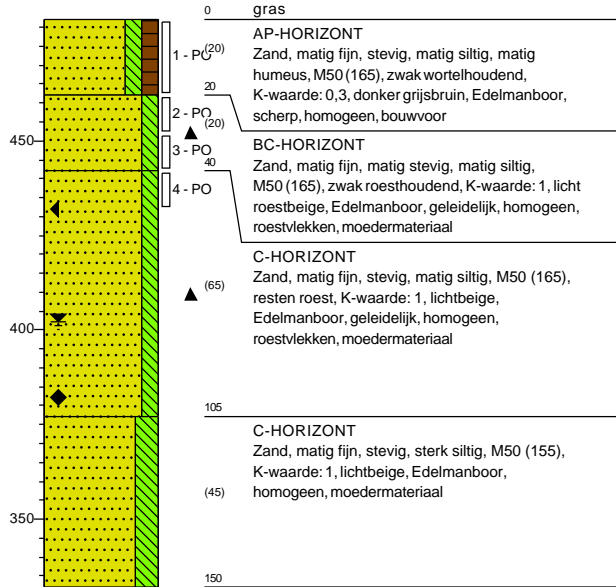 0 gras
AP-HORIZONT
1 - PO (20) Zand, matig fijn, stevig, matig siltig, matig
humeus, M50 (165), zwak wortelhoudend,
20 K-waarde: 0,3, donker grijsbruin, Edelmanboor,
2 - PO scherp, homogeen, bouwvoor
(20)
450
BC-HORIZONT
3 - PO
40 Zand, matig fijn, matig stevig, matig siltig,
4 - PO M50 (165), zwak roesthoudend, K-waarde: 1, licht
roestbeige, Edelmanboor, geleidelijk, homogeen,
roestvlekken, moedermateriaal
C-HORIZONT
Zand, matig fijn, stevig, matig siltig, M50 (165),
(65) resten roest, K-waarde: 1, lichtbeige,
Edelmanboor, geleidelijk, homogeen,
400 roestvlekken, moedermateriaal
105
C-HORIZONT
Zand, matig fijn, stevig, sterk siltig, M50 (155),
K-waarde: 1, lichtbeige, Edelmanboor,
(45) homogeen, moedermateriaal
350
150